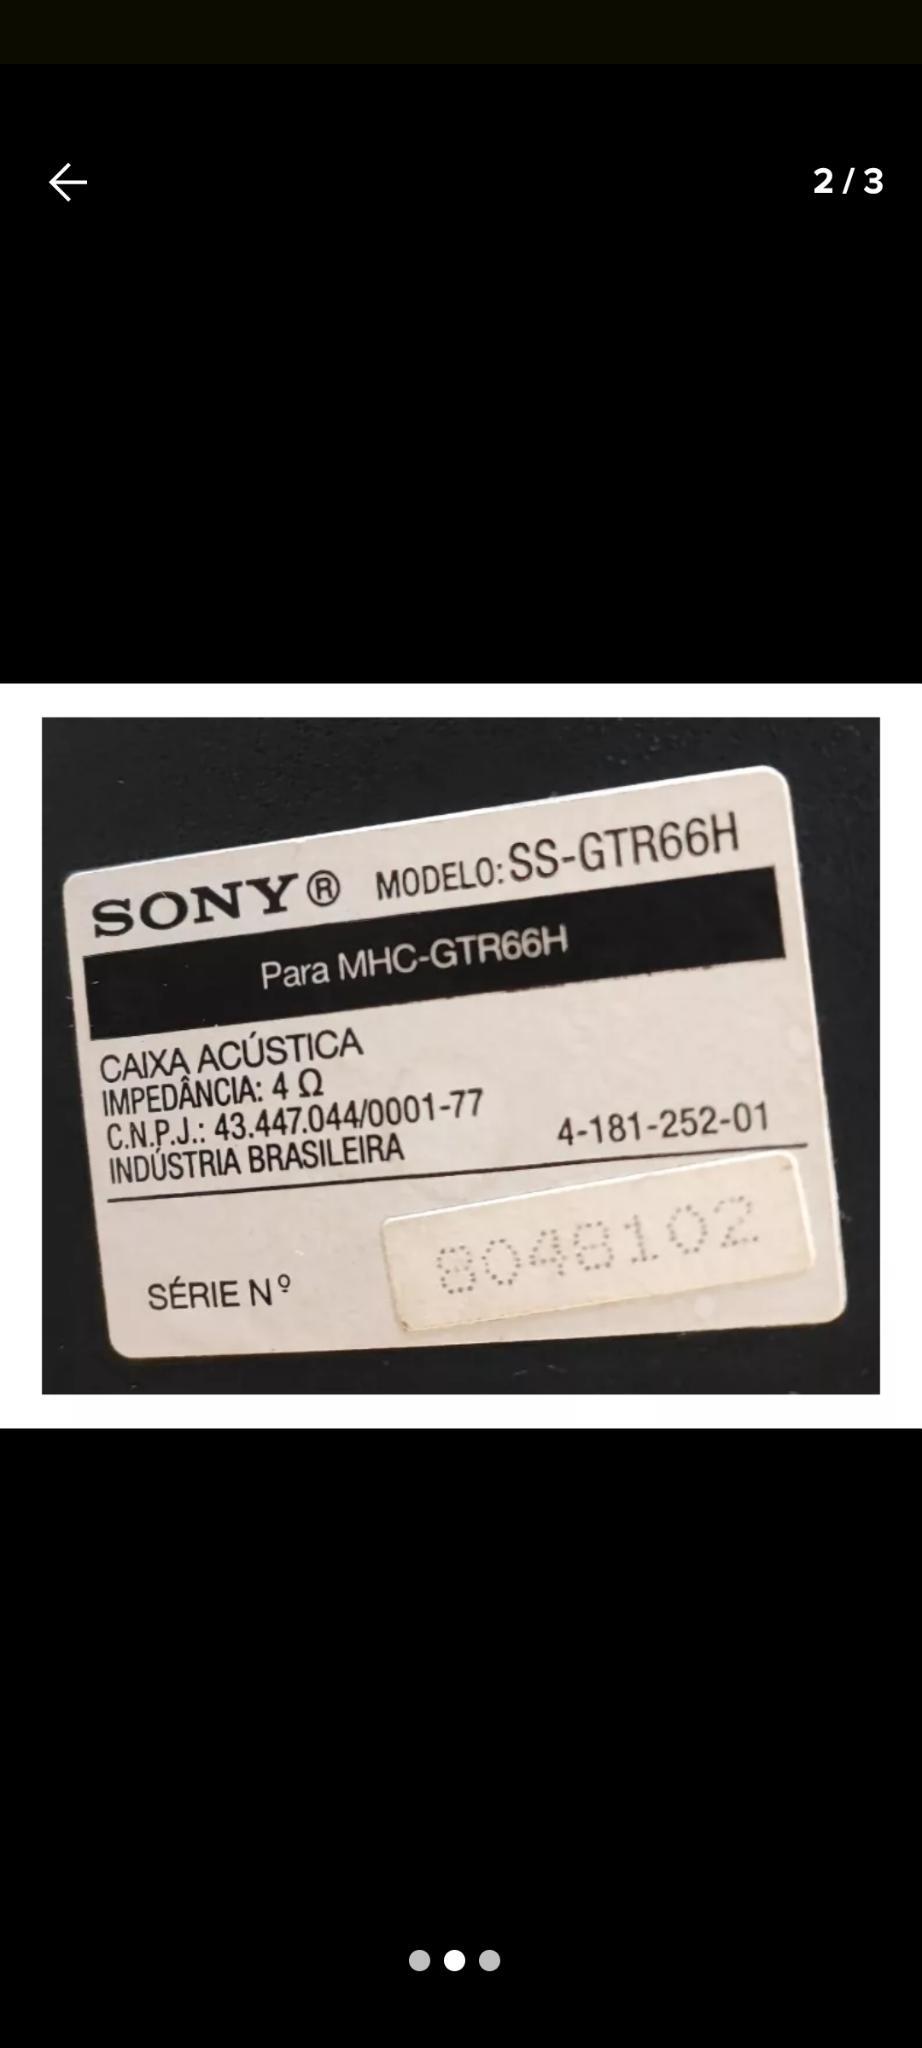 2 / 3
SONY® MODELO: SS-GTR66H
Para MHC-GTR66H
CAIXA ACÚSTICA
IMPEDÂNCIA: 4 Ω
C.N.P.J.: 43.447.044/0001-77
INDÚSTRIA BRASILEIRA 4-181-252-01
SÉRIE Nº 8048102